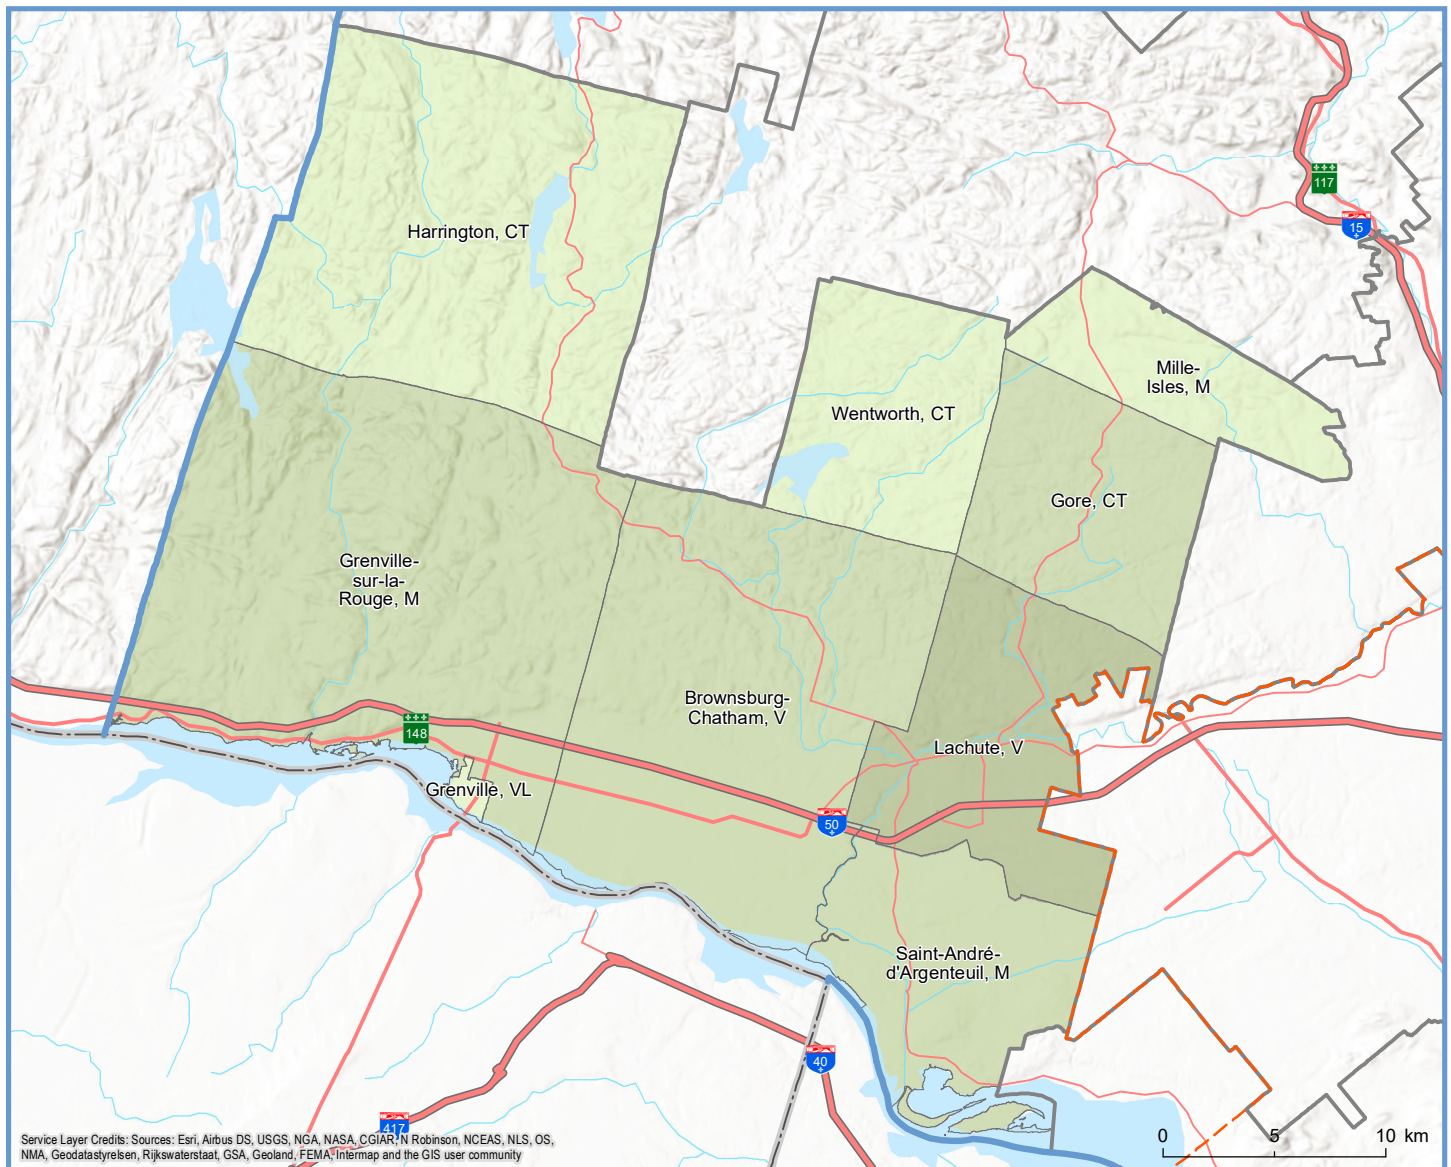 117
15
Harrington, CT
Mille-
Isles, M
Wentworth, CT
Gore, CT
Grenville-
sur-la-
Rouge, M
Brownsburg-
Chatham, V
148
Lachute, V
Grenville, VL
50
Saint-André-
d'Argenteuil, M
40
417
0 5 10 km
Service Layer Credits: Sources: Esri, Airbus DS, USGS, NGA, NASA, CGIAR, N Robinson, NCEAS, NLS, OS,
NMA, Geodatastyrelsen, Rijkswaterstaat, GSA, Geoland, FEMA, Intermap and the GIS user community